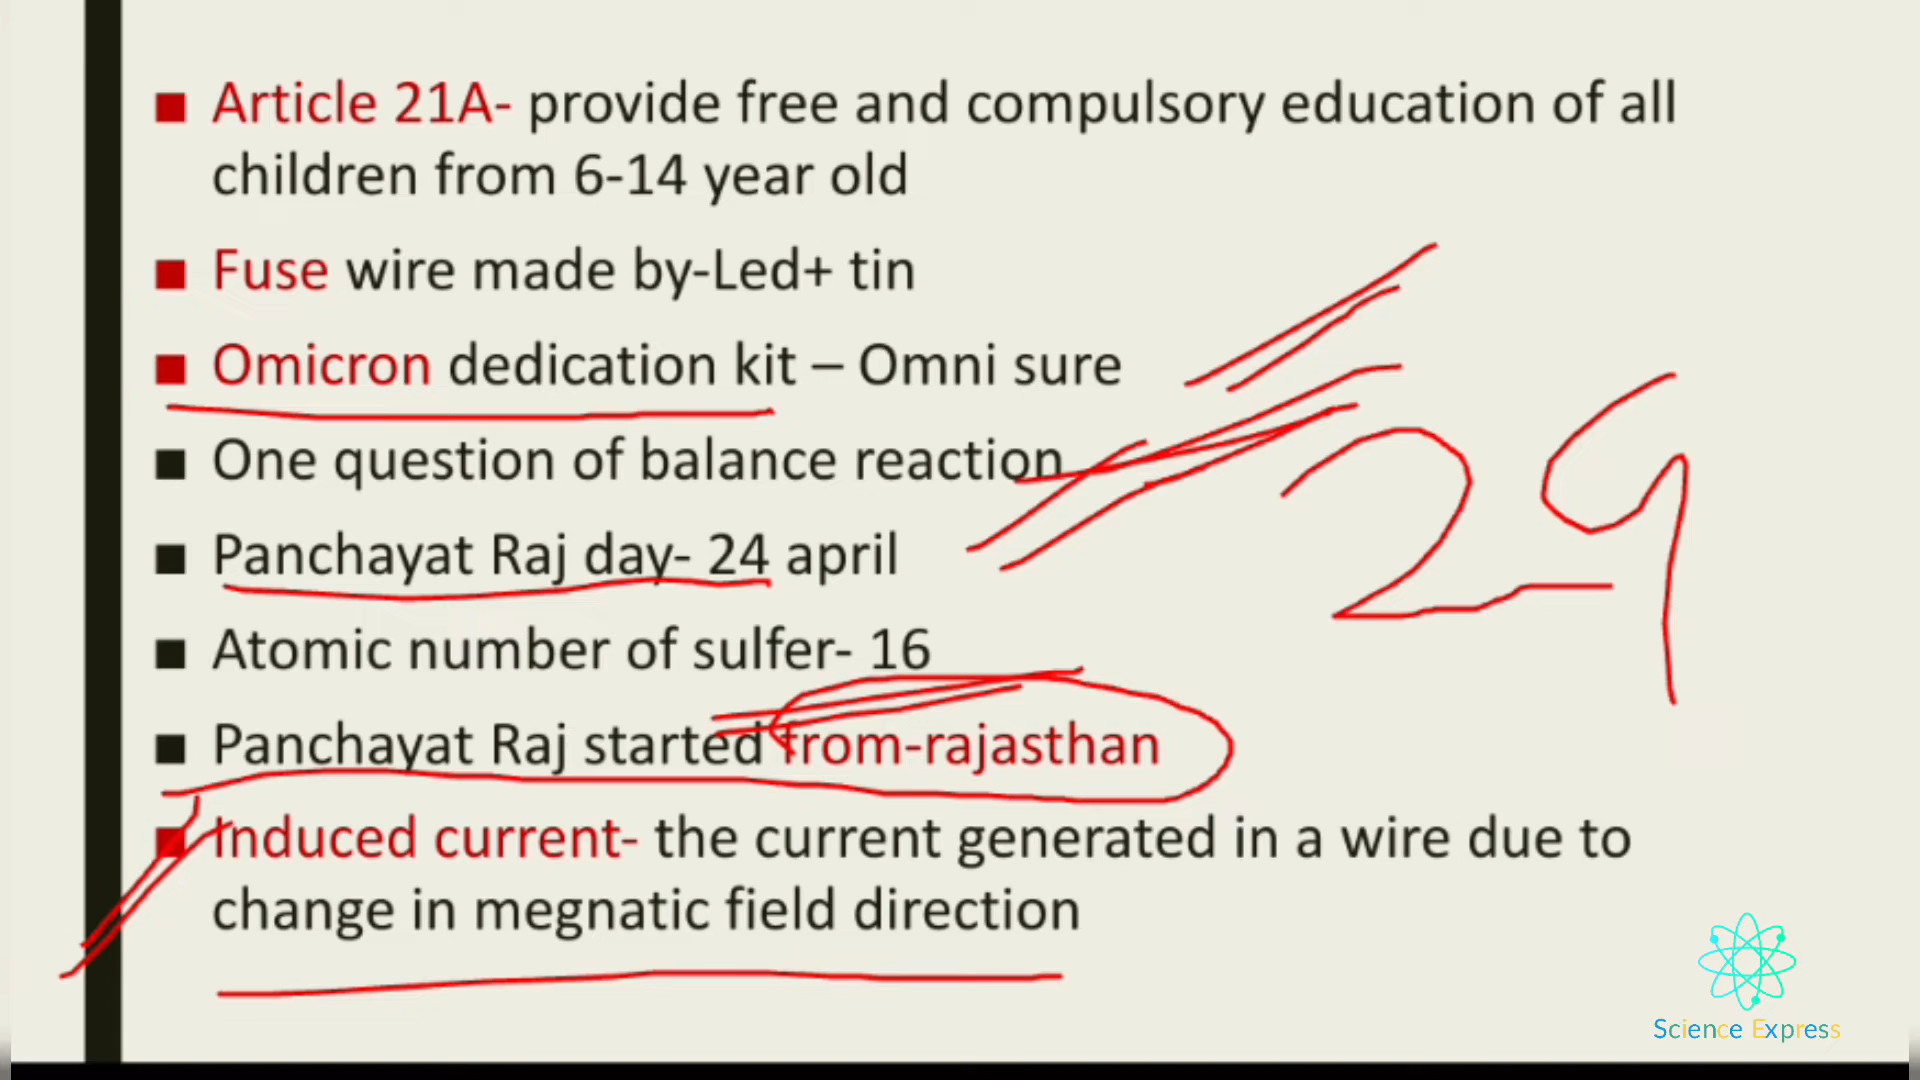 Article 21A- provide free and compulsory education of all
children from 6-14 year old
Fuse wire made by-Led+ tin
Omicron dedication kit – Omni sure
One question of balance reaction
Panchayat Raj day- 24 april
Atomic number of sulfer- 16
Panchayat Raj started from-rajasthan
Induced current- the current generated in a wire due to
change in megnatic field direction
29
Science Express